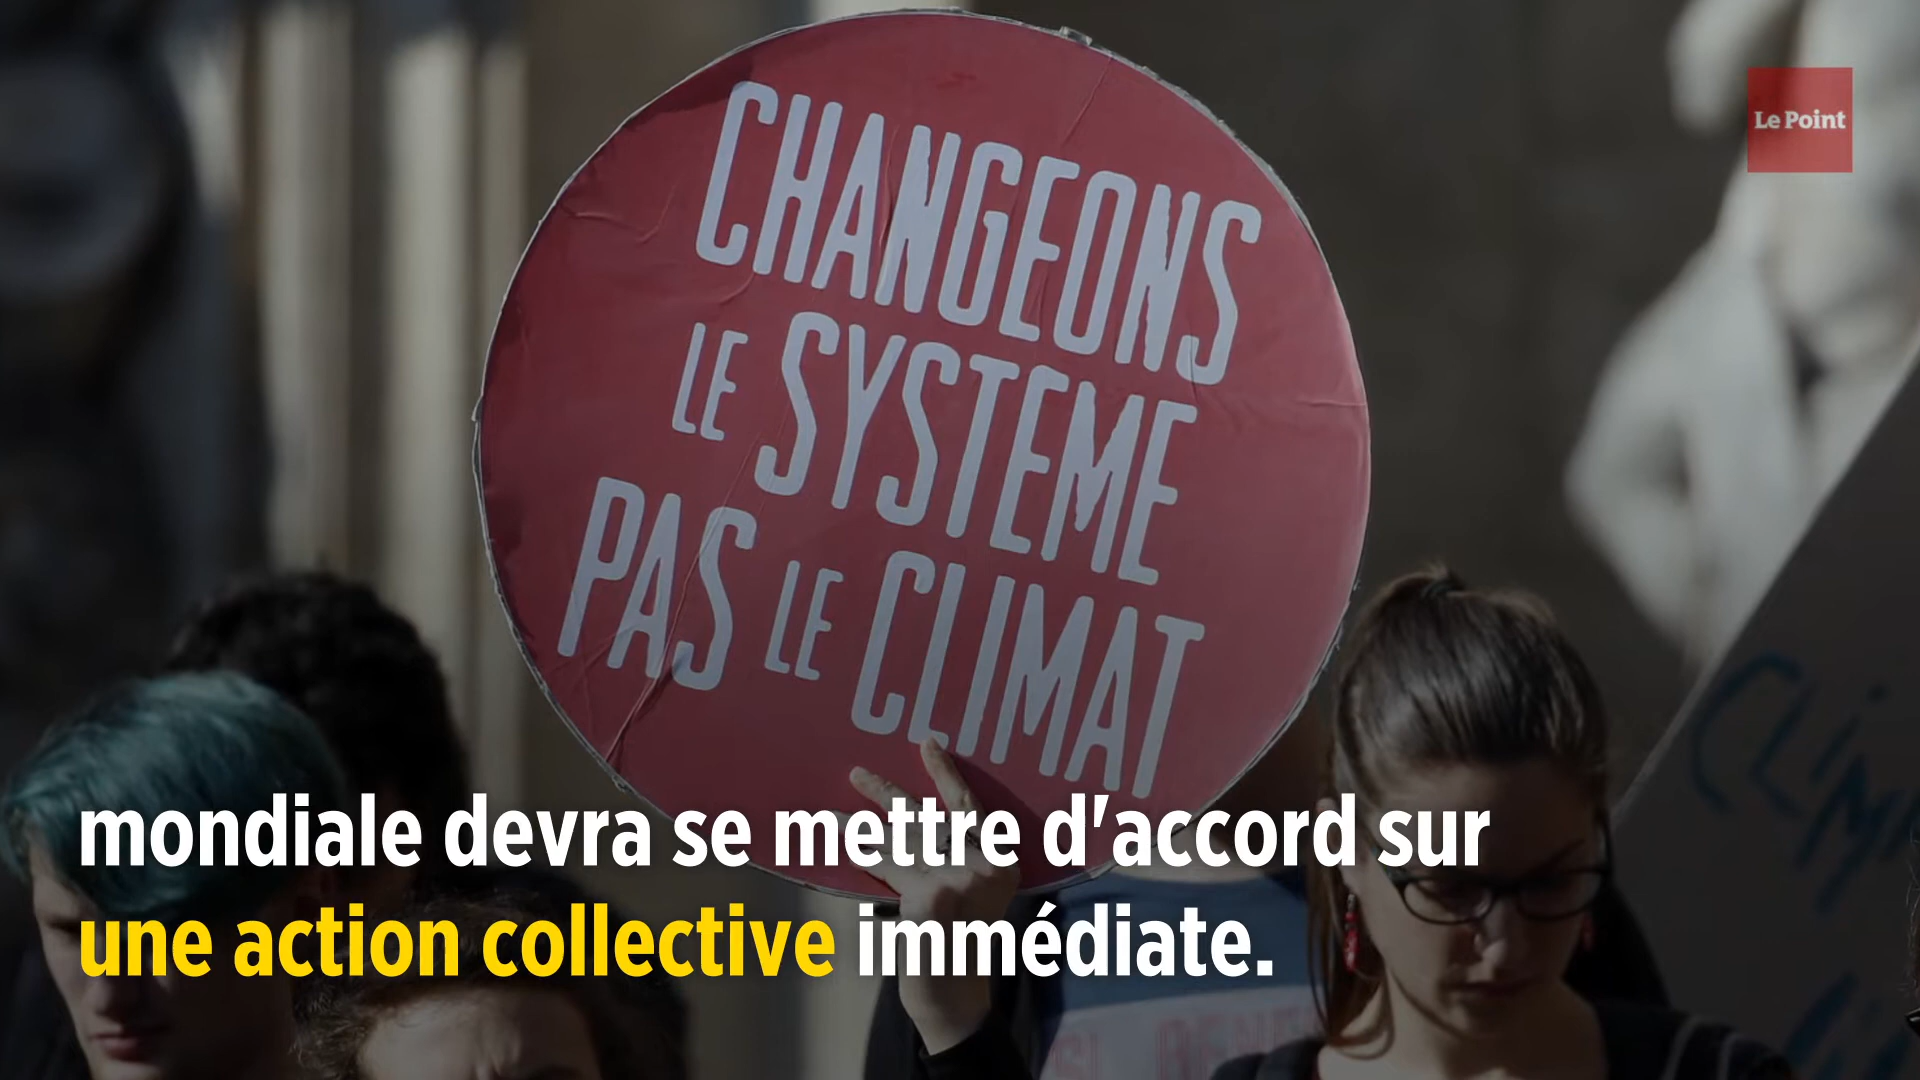 Le Point
CHANGEONS
LE SYSTEME
PAS LE CLIMAT
mondiale devra se mettre d'accord sur
une action collective immédiate.